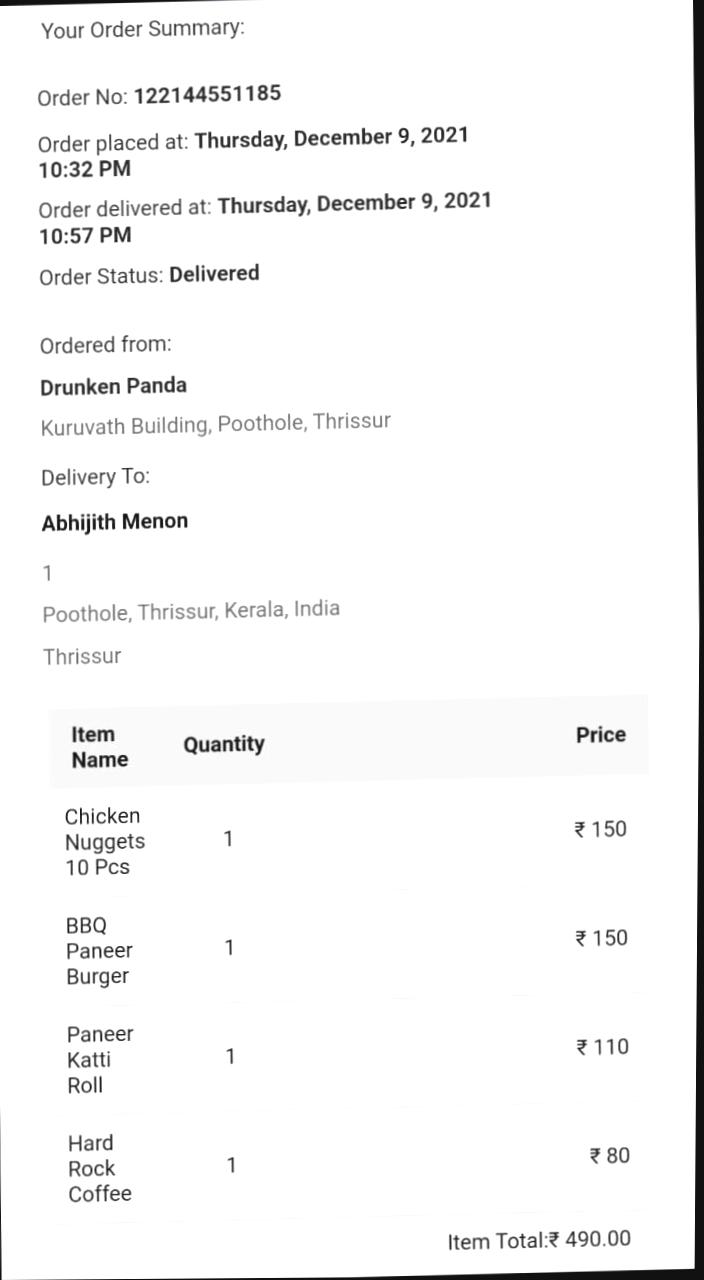 Your Order Summary:
Order No: 122144551185
Order placed at: Thursday, December 9, 2021
10:32 PM
Order delivered at: Thursday, December 9, 2021
10:57 PM
Order Status: Delivered
Ordered from:
Drunken Panda
Kuruvath Building, Poothole, Thrissur
Delivery To:
Abhijith Menon
1
Poothole, Thrissur, Kerala, India
Thrissur
Item Name Quantity Price
Chicken
Nuggets
10 Pcs 1 ₹ 150
BBQ
Paneer
Burger 1 ₹ 150
Paneer
Katti
Roll 1 ₹ 110
Hard
Rock
Coffee 1 ₹ 80
Item Total:₹ 490.00